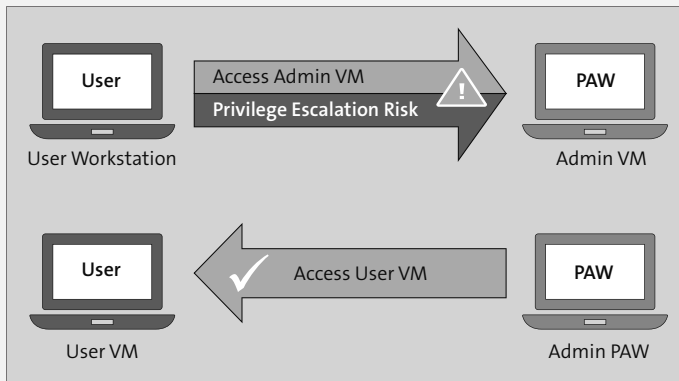 User
Access Admin VM
Privilege Escalation Risk
!
PAW
User Workstation
Admin VM
User
Access User VM
PAW
User VM
Admin PAW